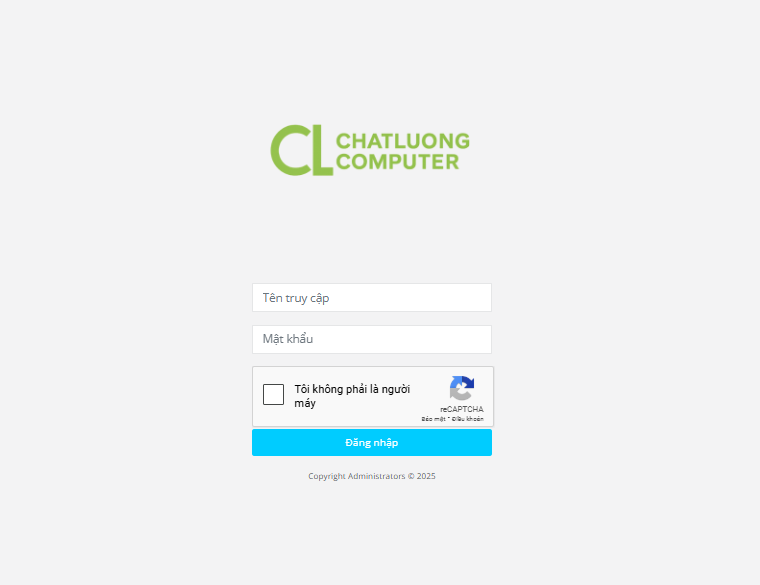 CL CHATLUONG
COMPUTER
Tên truy cập
Mật khẩu
Tôi không phải là người
máy
reCAPTCHA
Bảo mật * Điều khoản
Đăng nhập
Copyright Administrators © 2025